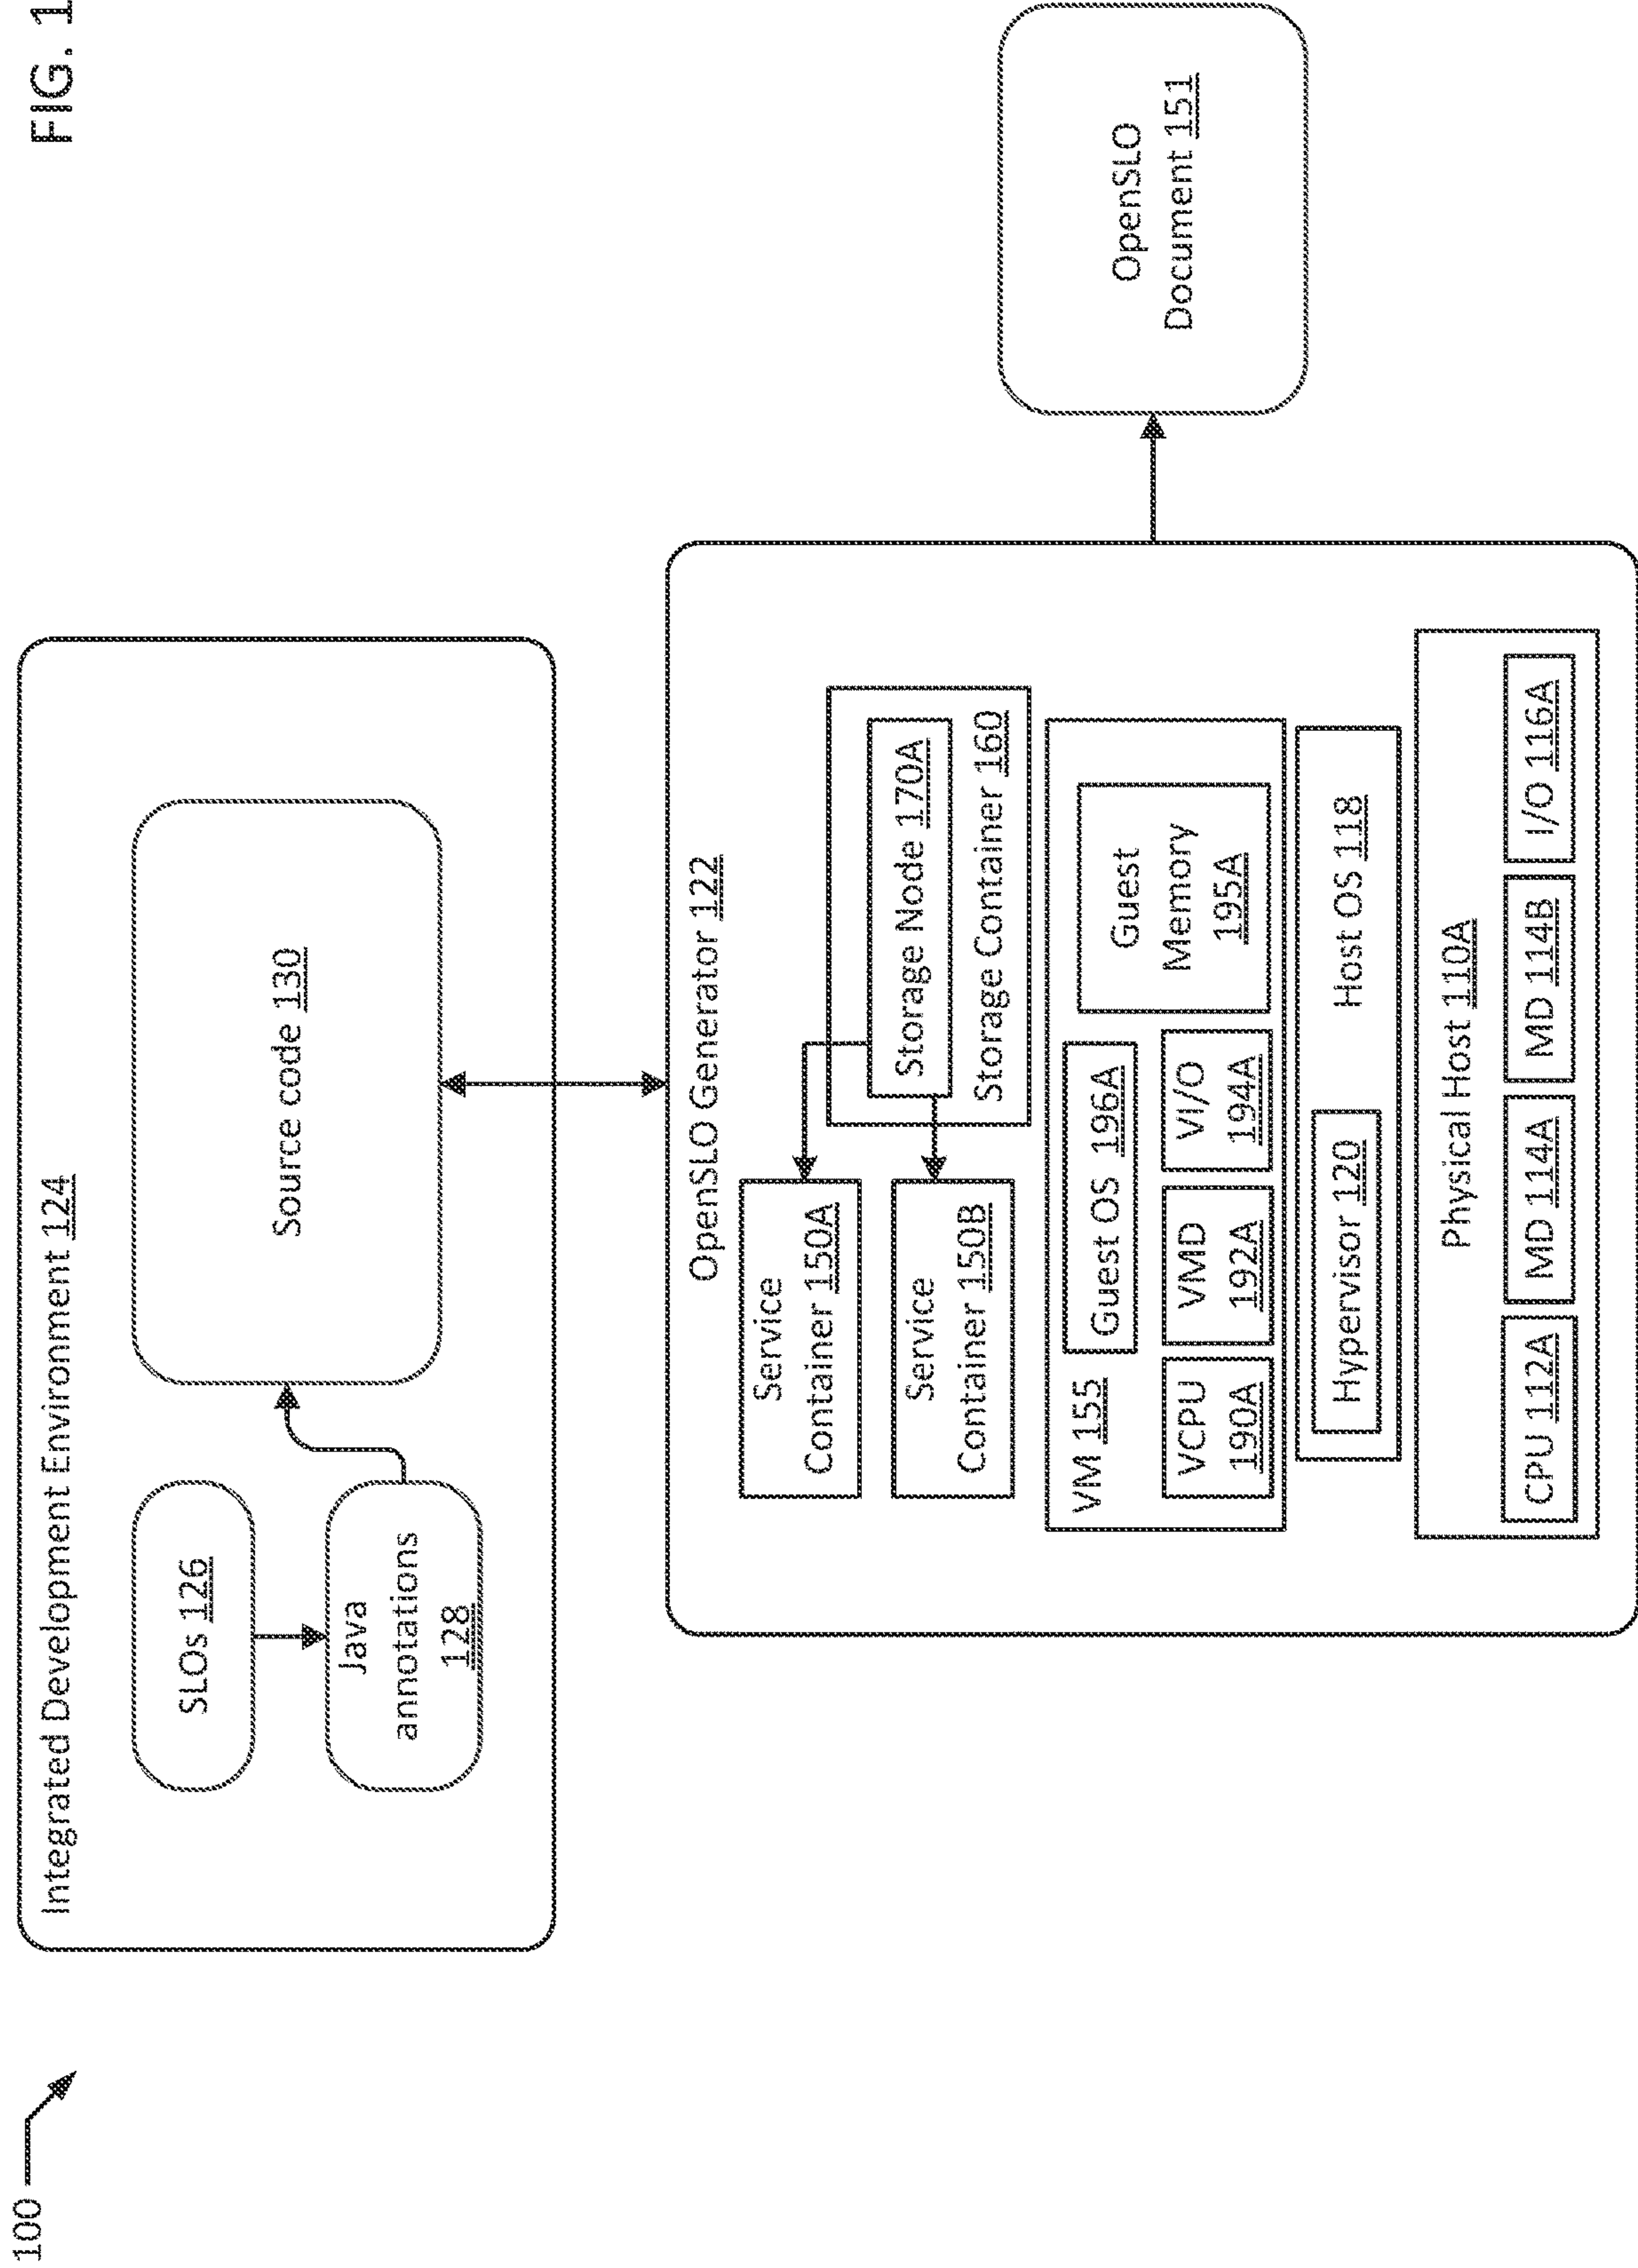 FIG. 1
100
Integrated Development Environment 124
SLOs 126
Java
annotations
128
Source code 130
OpenSLO Generator 122
Service
Container 150A
Service
Container 150B
Storage Node 170A
Storage Container 160
VM 155
Guest OS 196A
VCPU
190A
VMD
192A
VI/O
194A
Guest
Memory
195A
Hypervisor 120
Host OS 118
Physical Host 110A
CPU 112A
MD 114A
MD 114B
I/O 116A
OpenSLO
Document 151